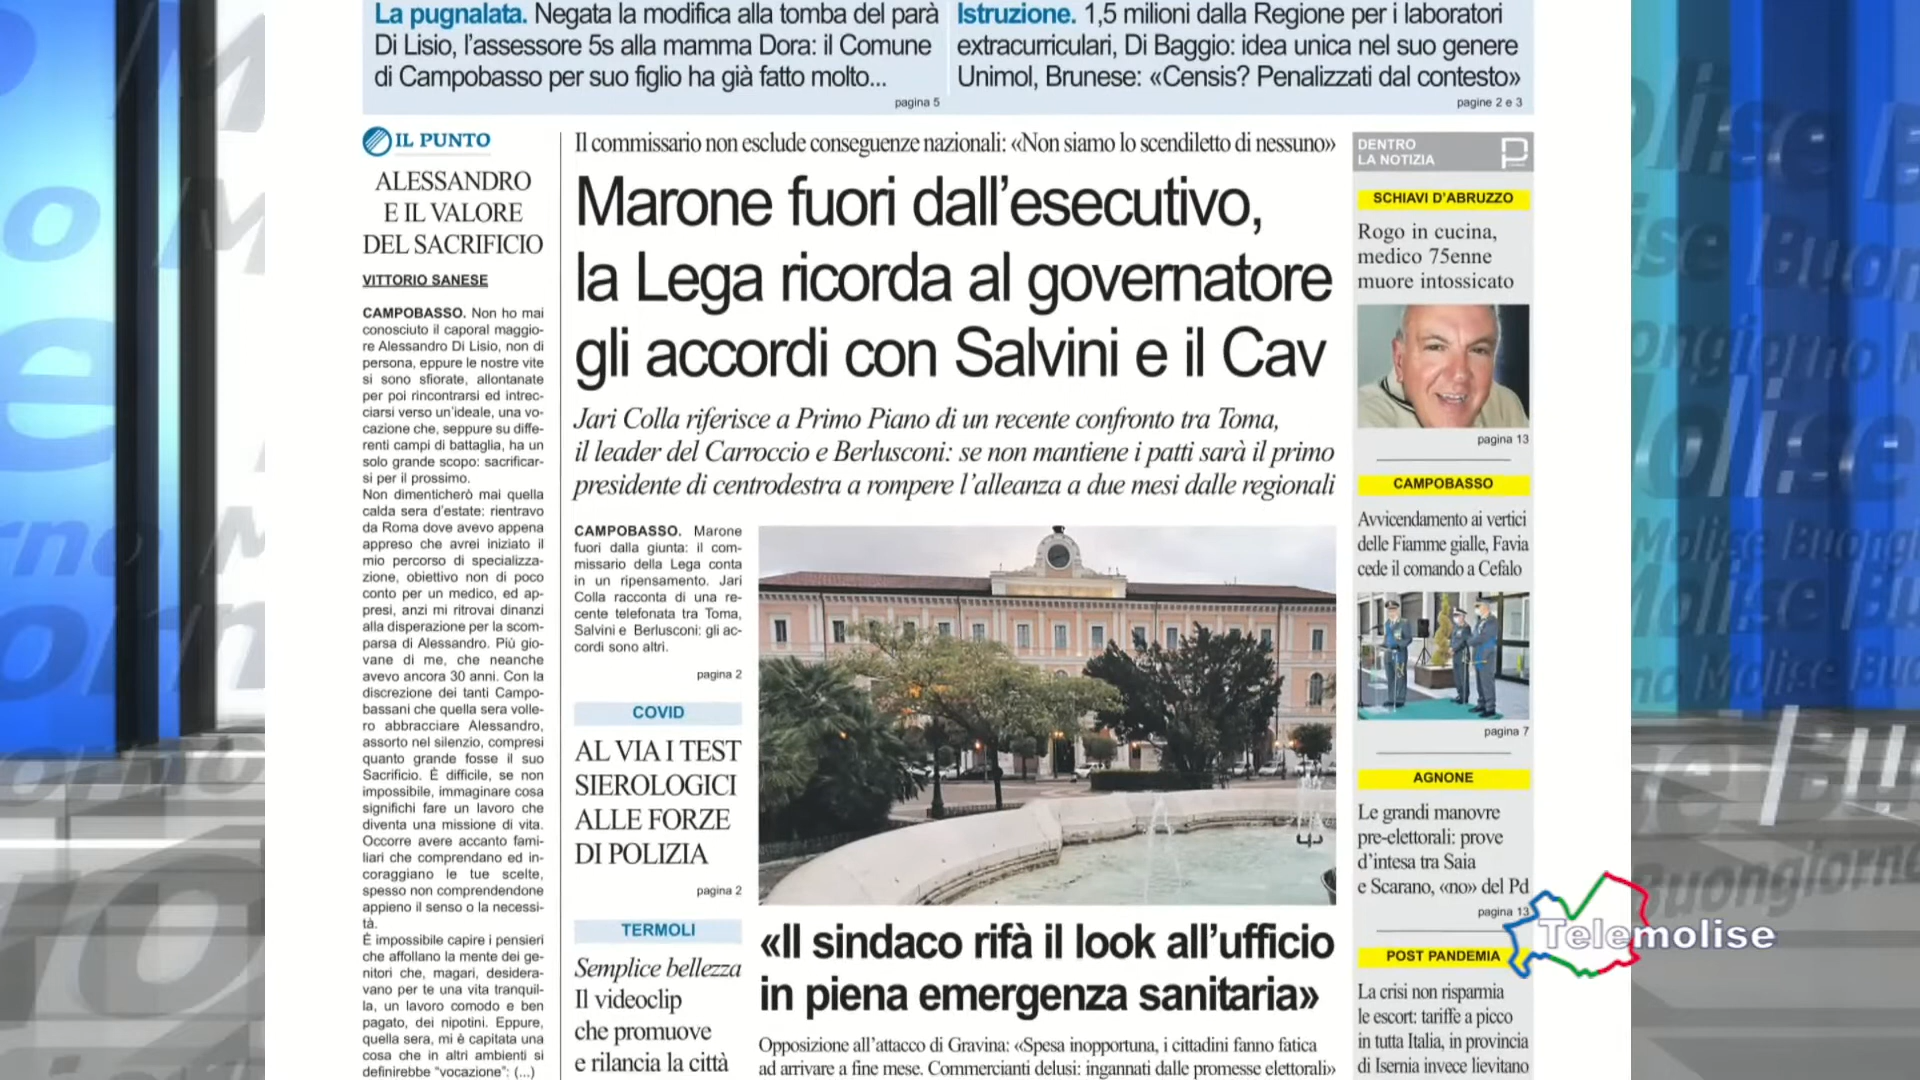 La pugnalata. Negata la modifica alla tomba del parà
Di Lisio, l'assessore 5s alla mamma Dora: il Comune
di Campobasso per suo figlio ha già fatto molto...
pagina 5
Istruzione. 1,5 milioni dalla Regione per i laboratori
extracurriculari, Di Baggio: idea unica nel suo genere
Unimol, Brunese: «Censis? Penalizzati dal contesto»
pagine 2 e 3
IL PUNTO
ALESSANDRO
E IL VALORE
DEL SACRIFICIO
VITTORIO SANESE
CAMPOBASSO. Non ho mai
conosciuto il caporal maggio-
re Alessandro Di Lisio, non di
persona, eppure le nostre vite
si sono sfiorate, allontanate
per poi rincontrarsi ed intrec-
ciarsi verso un'ideale, una vo-
cazione che, seppure su diffe-
renti campi di battaglia, ha un
solo grande scopo: sacrificar-
si per il prossimo.
Non dimenticherò mai quella
calda sera d'estate: rientravo
da Roma dove avevo appena
appreso che avrei iniziato il
mio percorso di specializza-
zione, obiettivo non di poco
conto per un medico, ed ap-
presi, anzi mi ritrovai dinanzi
alla disperazione per la scom-
parsa di Alessandro. Più gio-
vane di me, che neanche
avevo ancora 30 anni. Con la
discrezione dei tanti Campo-
bassani che quella sera volle-
ro abbracciare Alessandro,
assorto nel silenzio, compresi
quanto grande fosse il suo
Sacrificio. È difficile, se non
impossibile, immaginare cosa
significhi fare un lavoro che
diventa una missione di vita.
Occorre avere accanto fami-
liari che comprendano ed in-
coraggiano le tue scelte,
spesso non comprendendone
appieno il senso o la necessi-
tà.
È impossibile capire i pensieri
che affollano la mente dei ge-
nitori che, magari, desidera-
vano per te una vita tranquil-
la, un lavoro comodo e ben
pagato, dei nipotini. Eppure,
quella sera, mi è capitata una
cosa che in altri ambienti si
definirebbe "vocazione": (...)
Il commissario non esclude conseguenze nazionali: «Non siamo lo scendiletto di nessuno»
Marone fuori dall'esecutivo,
la Lega ricorda al governatore
gli accordi con Salvini e il Cav
Jari Colla riferisce a Primo Piano di un recente confronto tra Toma,
il leader del Carroccio e Berlusconi: se non mantiene i patti sarà il primo
presidente di centrodestra a rompere l'alleanza a due mesi dalle regionali
CAMPOBASSO. Marone
fuori dalla giunta: il com-
missario della Lega conta
in un ripensamento. Jari
Colla racconta di una re-
cente telefonata tra Toma,
Salvini e Berlusconi: gli ac-
cordi sono altri.
pagina 2
COVID
AL VIA I TEST
SIEROLOGICI
ALLE FORZE
DI POLIZIA
pagina 2
TERMOLI
Semplice bellezza
Il videoclip
che promuove
e rilancia la città
«Il sindaco rifà il look all'ufficio
in piena emergenza sanitaria»
Opposizione all'attacco di Gravina: «Spesa inopportuna, i cittadini fanno fatica
ad arrivare a fine mese. Commercianti delusi: ingannati dalle promesse elettorali»
DENTRO
LA NOTIZIA
SCHIAVI D'ABRUZZO
Rogo in cucina,
medico 75enne
muore intossicato
pagina 13
CAMPOBASSO
Avvicendamento ai vertici
delle Fiamme gialle, Favia
cede il comando a Cefalo
pagina 7
AGNONE
Le grandi manovre
pre-elettorali: prove
d'intesa tra Saia
e Scarano, «no» del Pd
pagina 13
POST PANDEMIA
La crisi non risparmia
le escort: tariffe a picco
in tutta Italia, in provincia
di Isernia invece lievitano
Telemolise